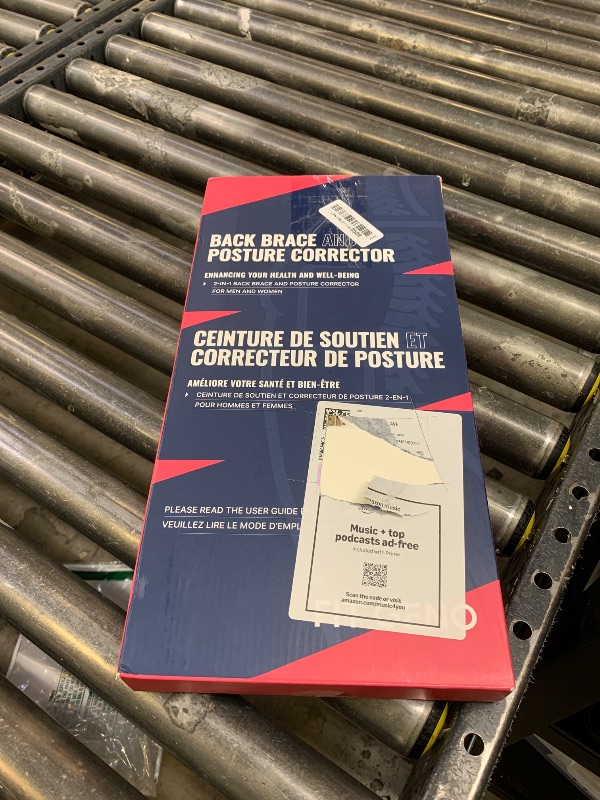 BACK BRACE AND
POSTURE CORRECTOR
ENHANCING YOUR HEALTH AND WELL-BEING
2-IN-1 BACK BRACE AND POSTURE CORRECTOR
FOR MEN AND WOMEN
CEINTURE DE SOUTIEN ET
CORRECTEUR DE POSTURE
AMÉLIORE VOTRE SANTÉ ET BIEN-ÊTRE
CEINTURE DE SOUTIEN ET CORRECTEUR DE POSTURE 2-EN-1
POUR HOMMES ET FEMMES
PLEASE READ THE USER GUIDE
VEUILLEZ LIRE LE MODE D'EMPL
amazon music
Music + top
podcasts ad-free
Included with Prime
Scan the code or visit
amazon.com/music4you